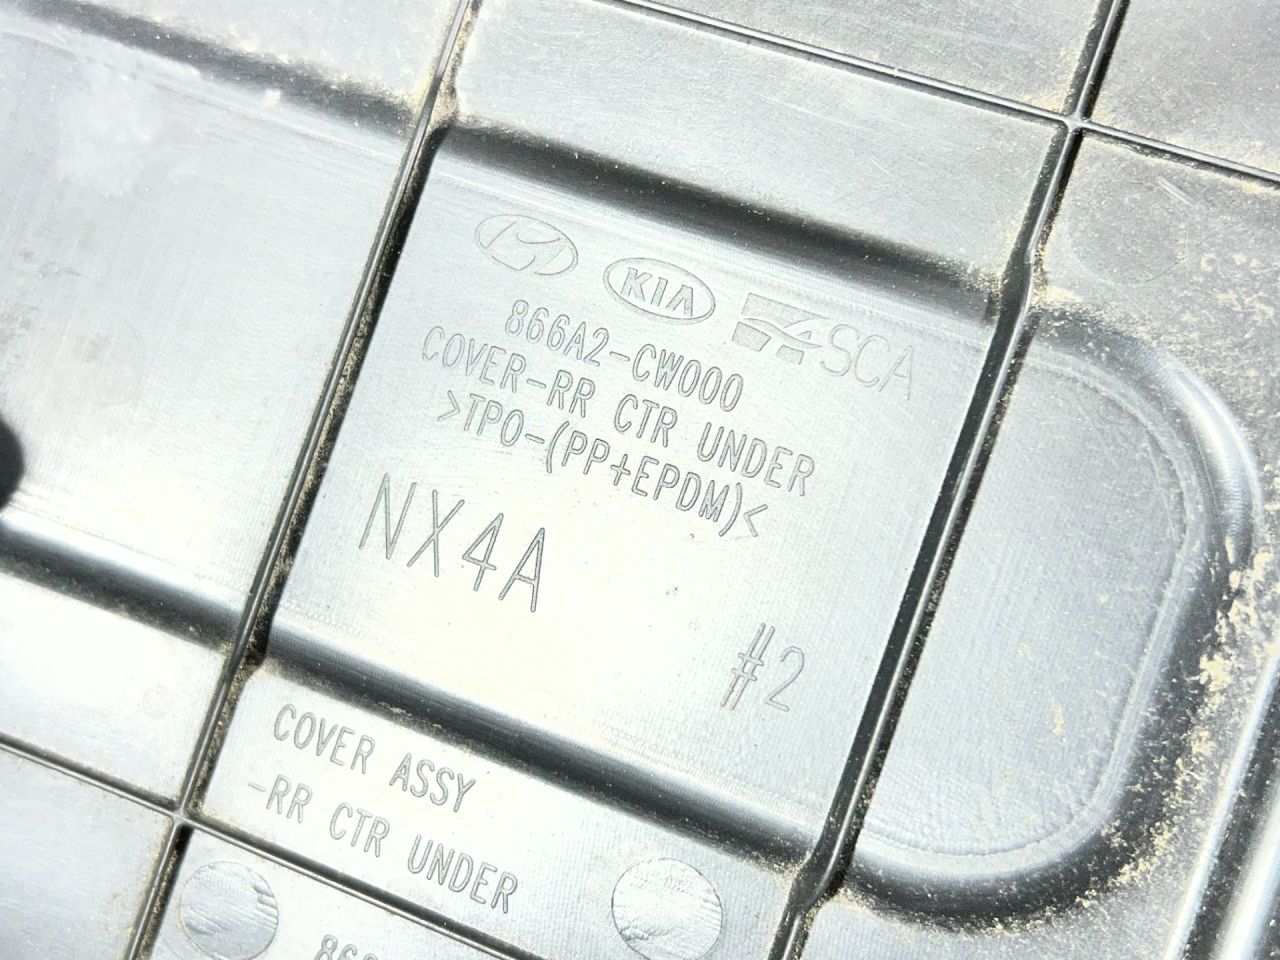 KIA SCA
866A2-CW000
COVER-RR CTR UNDER
>TPO-(PP+EPDM)<
NX4A
#2
COVER ASSY
-RR CTR UNDER